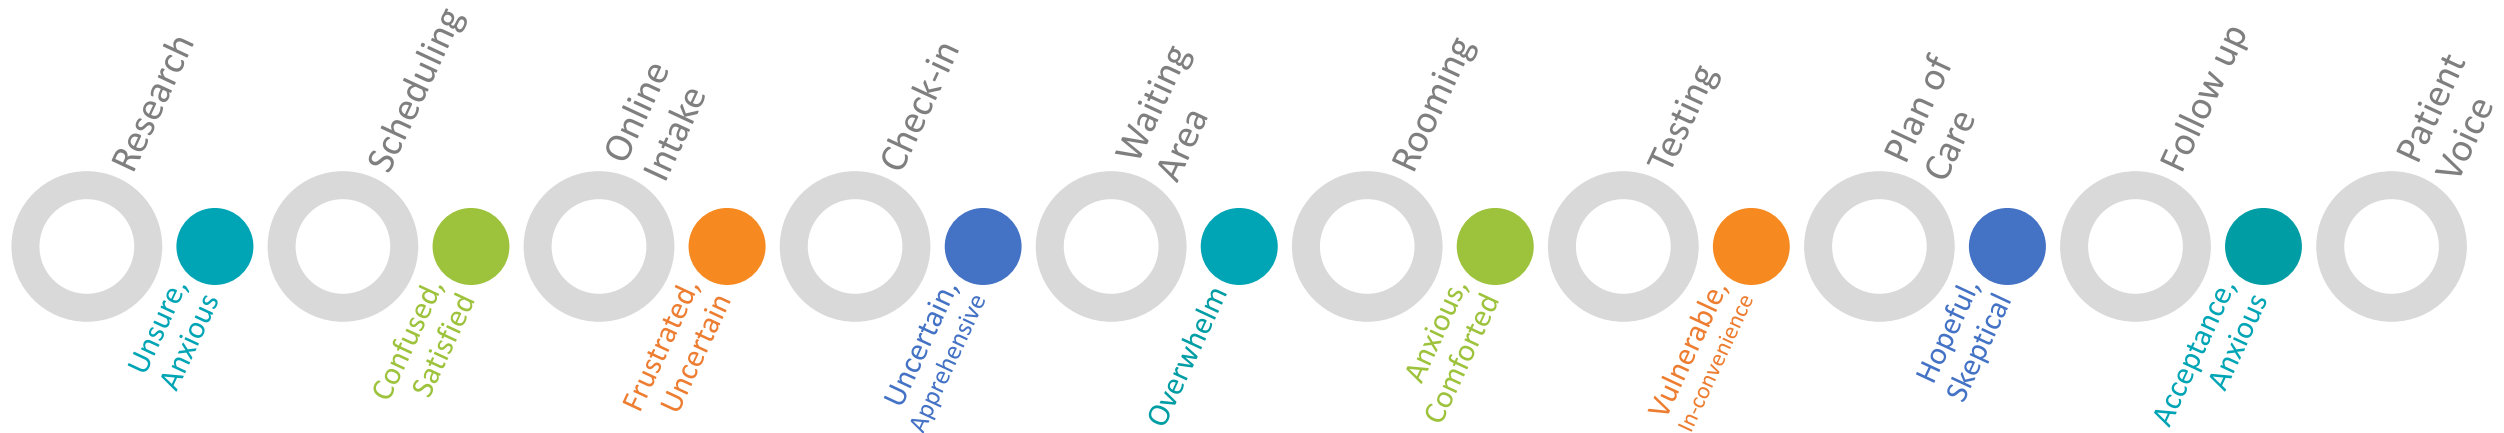 Research
Scheduling
Online
Intake
Check-in
Waiting
Area
Rooming
Testing
Plan of
Care
Follow up
Patient
Voice
Unsure,
Anxious
Confused,
Satisfied
Frustrated,
Uncertain
Uncertain,
Apprehensive
Overwhelm
Anxious,
Comforted
Vulnerable,
In-convenience
Hopeful,
Skeptical
Acceptance,
Anxious